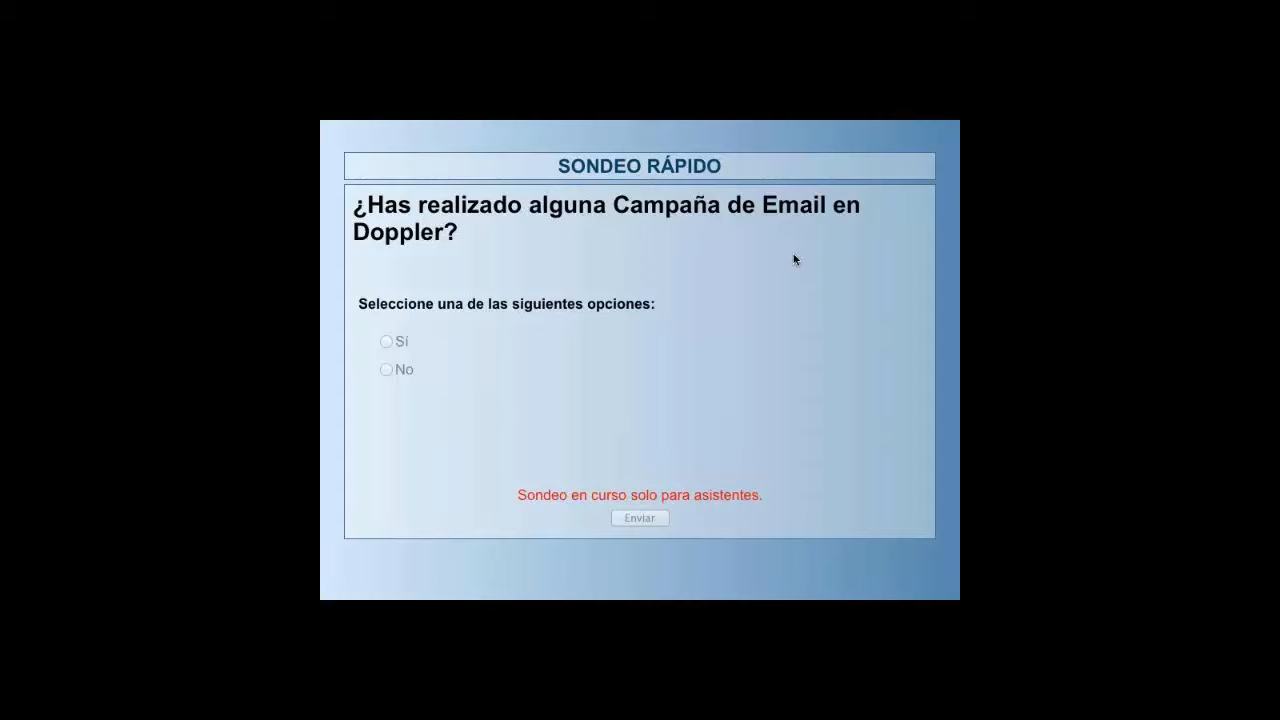 SONDEO RÁPIDO
¿Has realizado alguna Campaña de Email en
Doppler?
Seleccione una de las siguientes opciones:
Sí
No
Sondeo en curso solo para asistentes.
Enviar